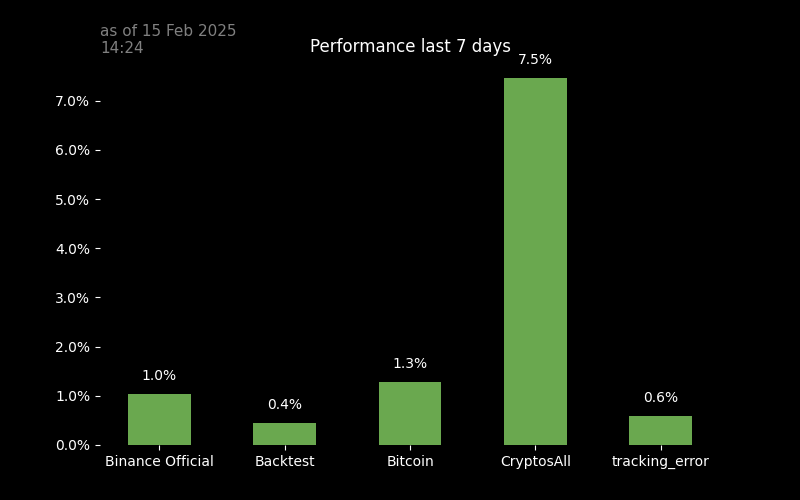 as of 15 Feb 2025
14:24
Performance last 7 days
7.5%
7.0%
6.0%
5.0%
4.0%
3.0%
2.0%
1.0%
0.0%
1.0%
0.4%
1.3%
0.6%
Binance Official
Backtest
Bitcoin
CryptosAll
tracking_error